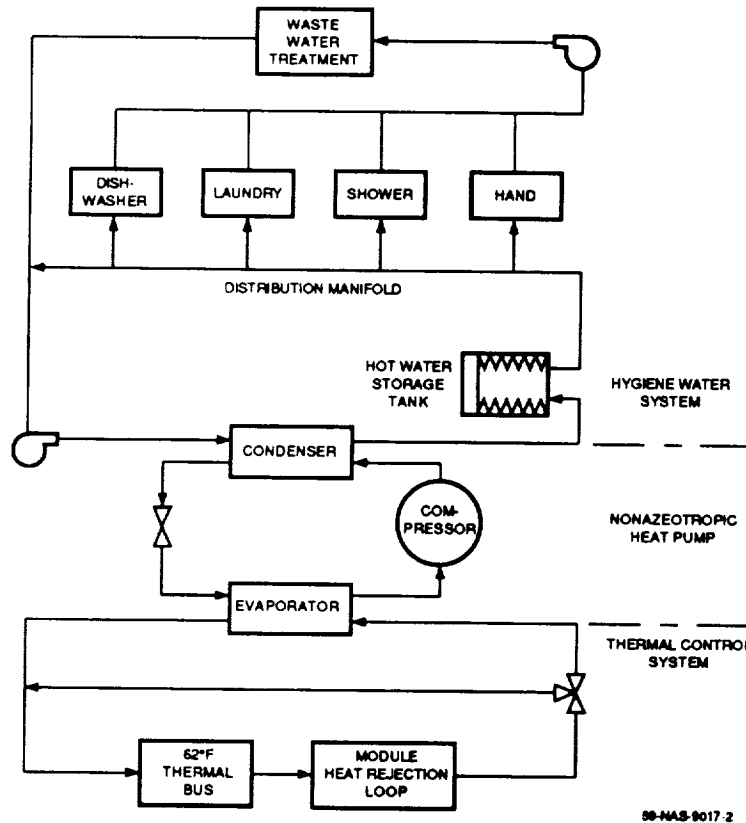 WASTE
WATER
TREATMENT
DISH-
WASHER
LAUNDRY
SHOWER
HAND
DISTRIBUTION MANIFOLD
HOT WATER
STORAGE
TANK
HYGIENE WATER
SYSTEM
CONDENSER
COM-
PRESSOR
NONAZEOTROPIC
HEAT PUMP
EVAPORATOR
THERMAL CONTROL
SYSTEM
62°F
THERMAL
BUS
MODULE
HEAT REJECTION
LOOP